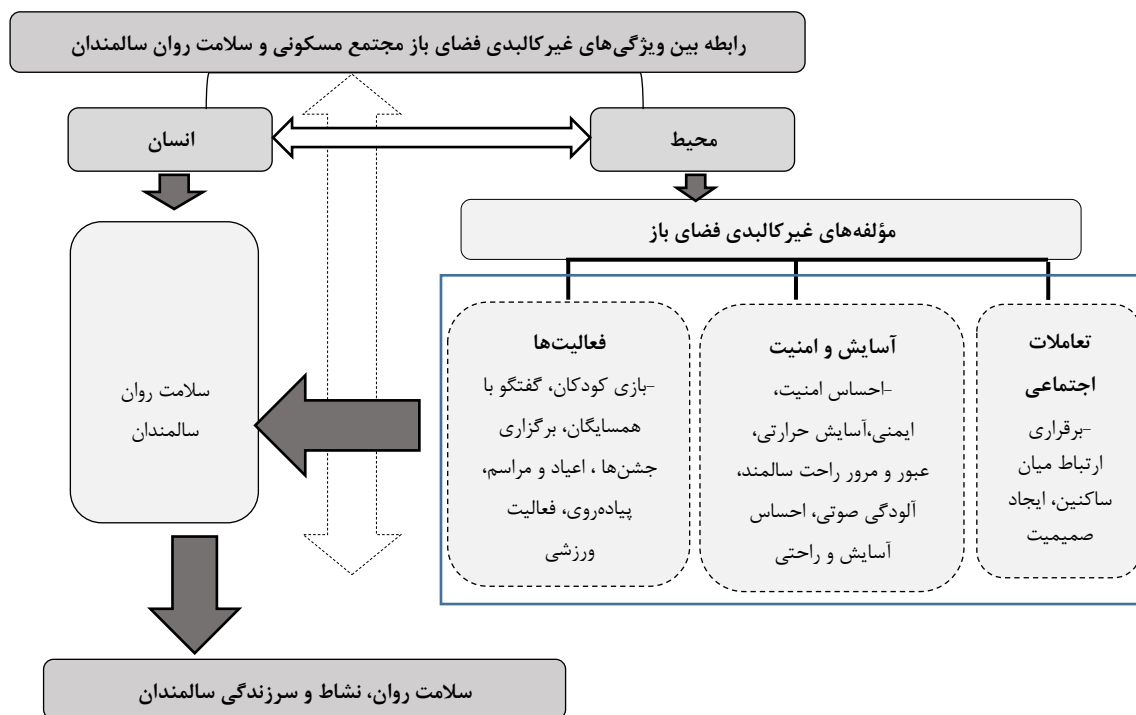 رابطه بین ویژگی‌های غیرکالبدی فضای باز مجتمع مسکونی و سلامت روان سالمندان
محیط
انسان
مؤلفه‌های غیرکالبدی فضای باز
تعاملات
اجتماعی
-برقراری
ارتباط میان
ساکنین، ایجاد
صمیمیت
آسایش و امنیت
-احساس امنیت،
ایمنی،آسایش حرارتی،
عبور و مرور راحت سالمند،
آلودگی صوتی، احساس
آسایش و راحتی
فعالیت‌ها
-بازی کودکان، گفتگو با
همسایگان، برگزاری
جشن‌ها ، اعیاد و مراسم،
پیاده‌روی، فعالیت
ورزشی
سلامت روان
سالمندان
سلامت روان، نشاط و سرزندگی سالمندان